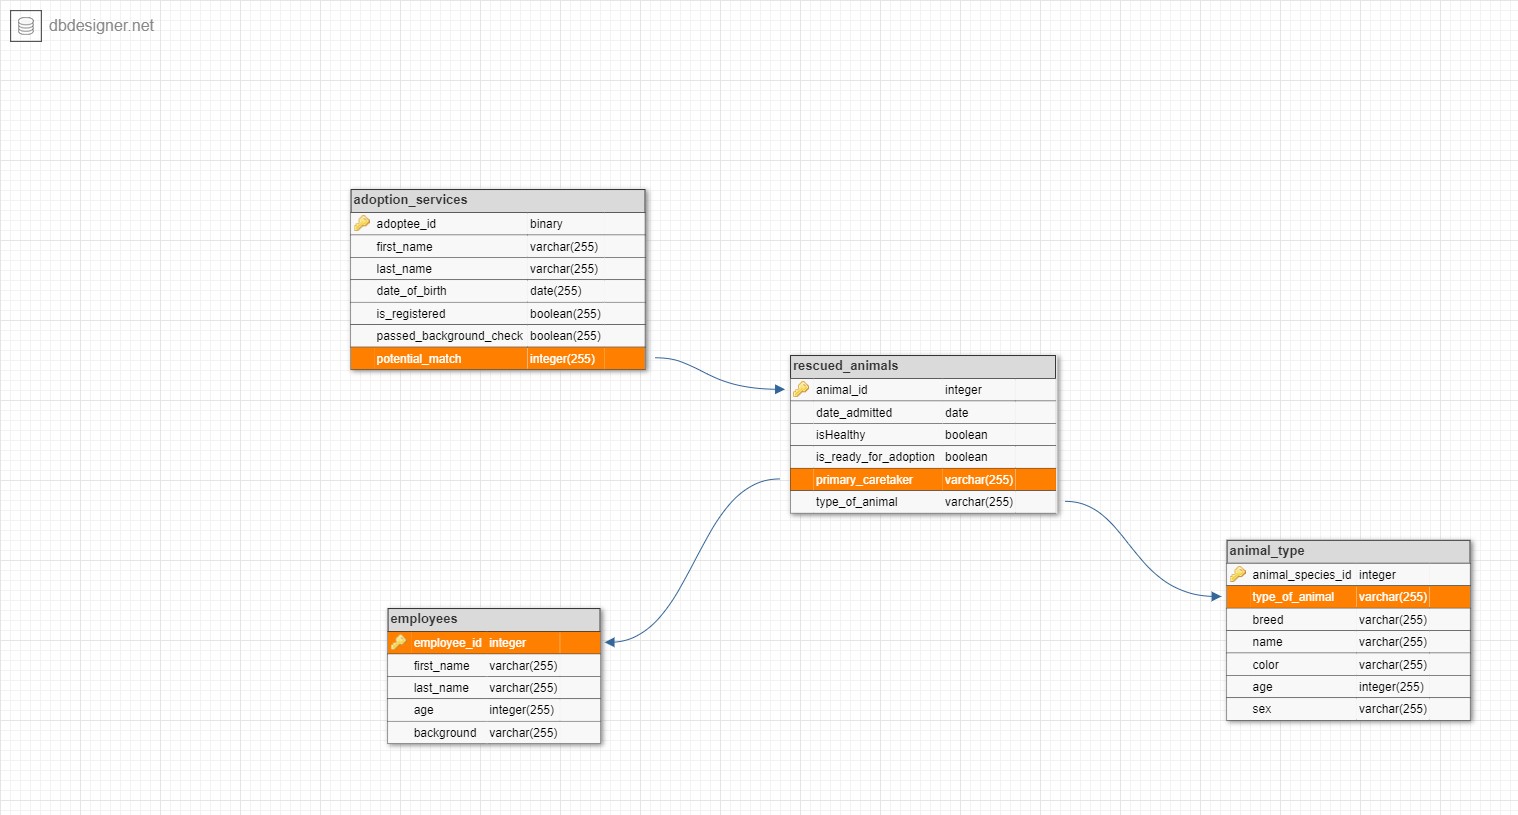 dbdesigner.net
adoption_services
adoptee_id binary
first_name varchar(255)
last_name varchar(255)
date_of_birth date(255)
is_registered boolean(255)
passed_background_check boolean(255)
potential_match integer(255)
rescued_animals
animal_id integer
date_admitted date
isHealthy boolean
is_ready_for_adoption boolean
primary_caretaker varchar(255)
type_of_animal varchar(255)
animal_type
animal_species_id integer
type_of_animal varchar(255)
breed varchar(255)
name varchar(255)
color varchar(255)
age integer(255)
sex varchar(255)
employees
employee_id integer
first_name varchar(255)
last_name varchar(255)
age integer(255)
background varchar(255)